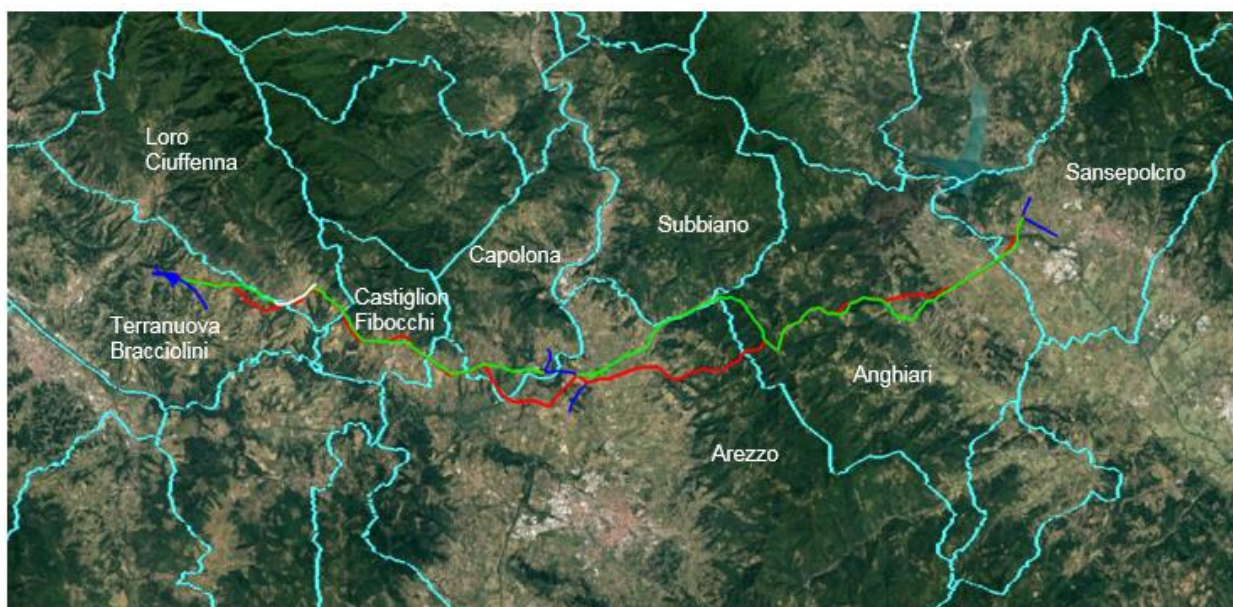 Loro
Ciuffenna
Sansepolcro
Subbiano
Capolona
Castiglion
Fibocchi
Terranuova
Bracciolini
Anghiari
Arezzo